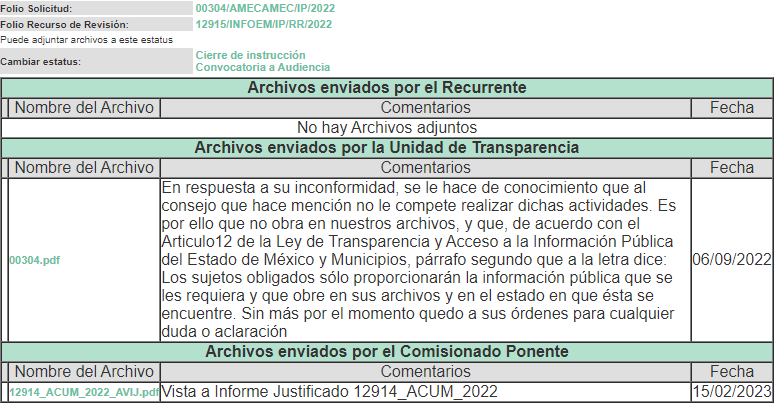 Folio Solicitud: 00304/AMECAMEC/IP/2022
Folio Recurso de Revisión: 12915/INFOEM/IP/RR/2022
Puede adjuntar archivos a este estatus
Cambiar estatus: Cierre de instrucción
Convocatoria a Audiencia
Archivos enviados por el Recurrente
Nombre del Archivo Comentarios Fecha
No hay Archivos adjuntos
Archivos enviados por la Unidad de Transparencia
Nombre del Archivo Comentarios Fecha
En respuesta a su inconformidad, se le hace de conocimiento que al
consejo que hace mención no le compete realizar dichas actividades. Es
por ello que no obra en nuestros archivos, y que, de acuerdo con el
Articulo12 de la Ley de Transparencia y Acceso a la Información Pública
00304.pdf del Estado de México y Municipios, párrafo segundo que a la letra dice: 06/09/2022
Los sujetos obligados sólo proporcionarán la información pública que se
les requiera y que obre en sus archivos y en el estado en que ésta se
encuentre. Sin más por el momento quedo a sus órdenes para cualquier
duda o aclaración
Archivos enviados por el Comisionado Ponente
Nombre del Archivo Comentarios Fecha
12914_ACUM_2022_AVIJ.pdf Vista a Informe Justificado 12914_ACUM_2022 15/02/2023